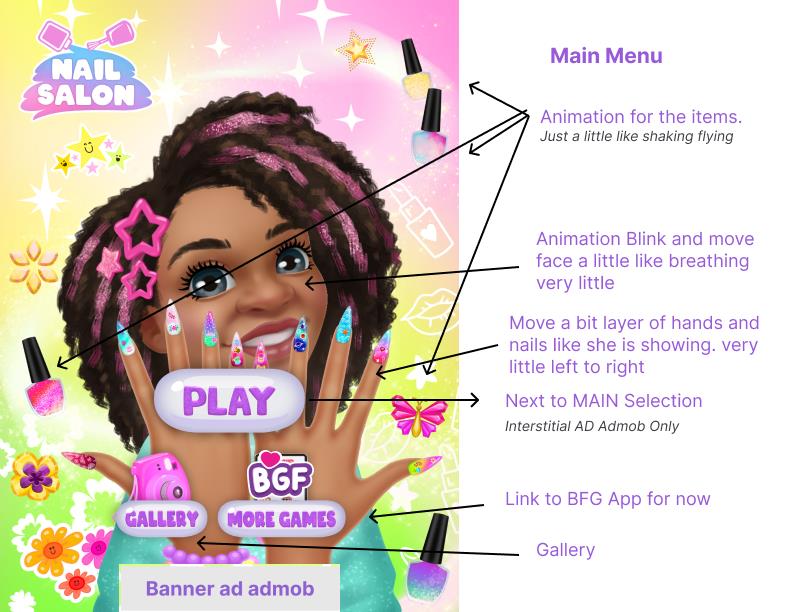 NAIL
SALON
Main Menu
Animation for the items.
Just a little like shaking flying
Animation Blink and move
face a little like breathing
very little
Move a bit layer of hands and
nails like she is showing. very
little left to right
PLAY
Next to MAIN Selection
Interstitial AD Admob Only
BGF
GALLERY
MORE GAMES
Link to BFG App for now
Gallery
Banner ad admob